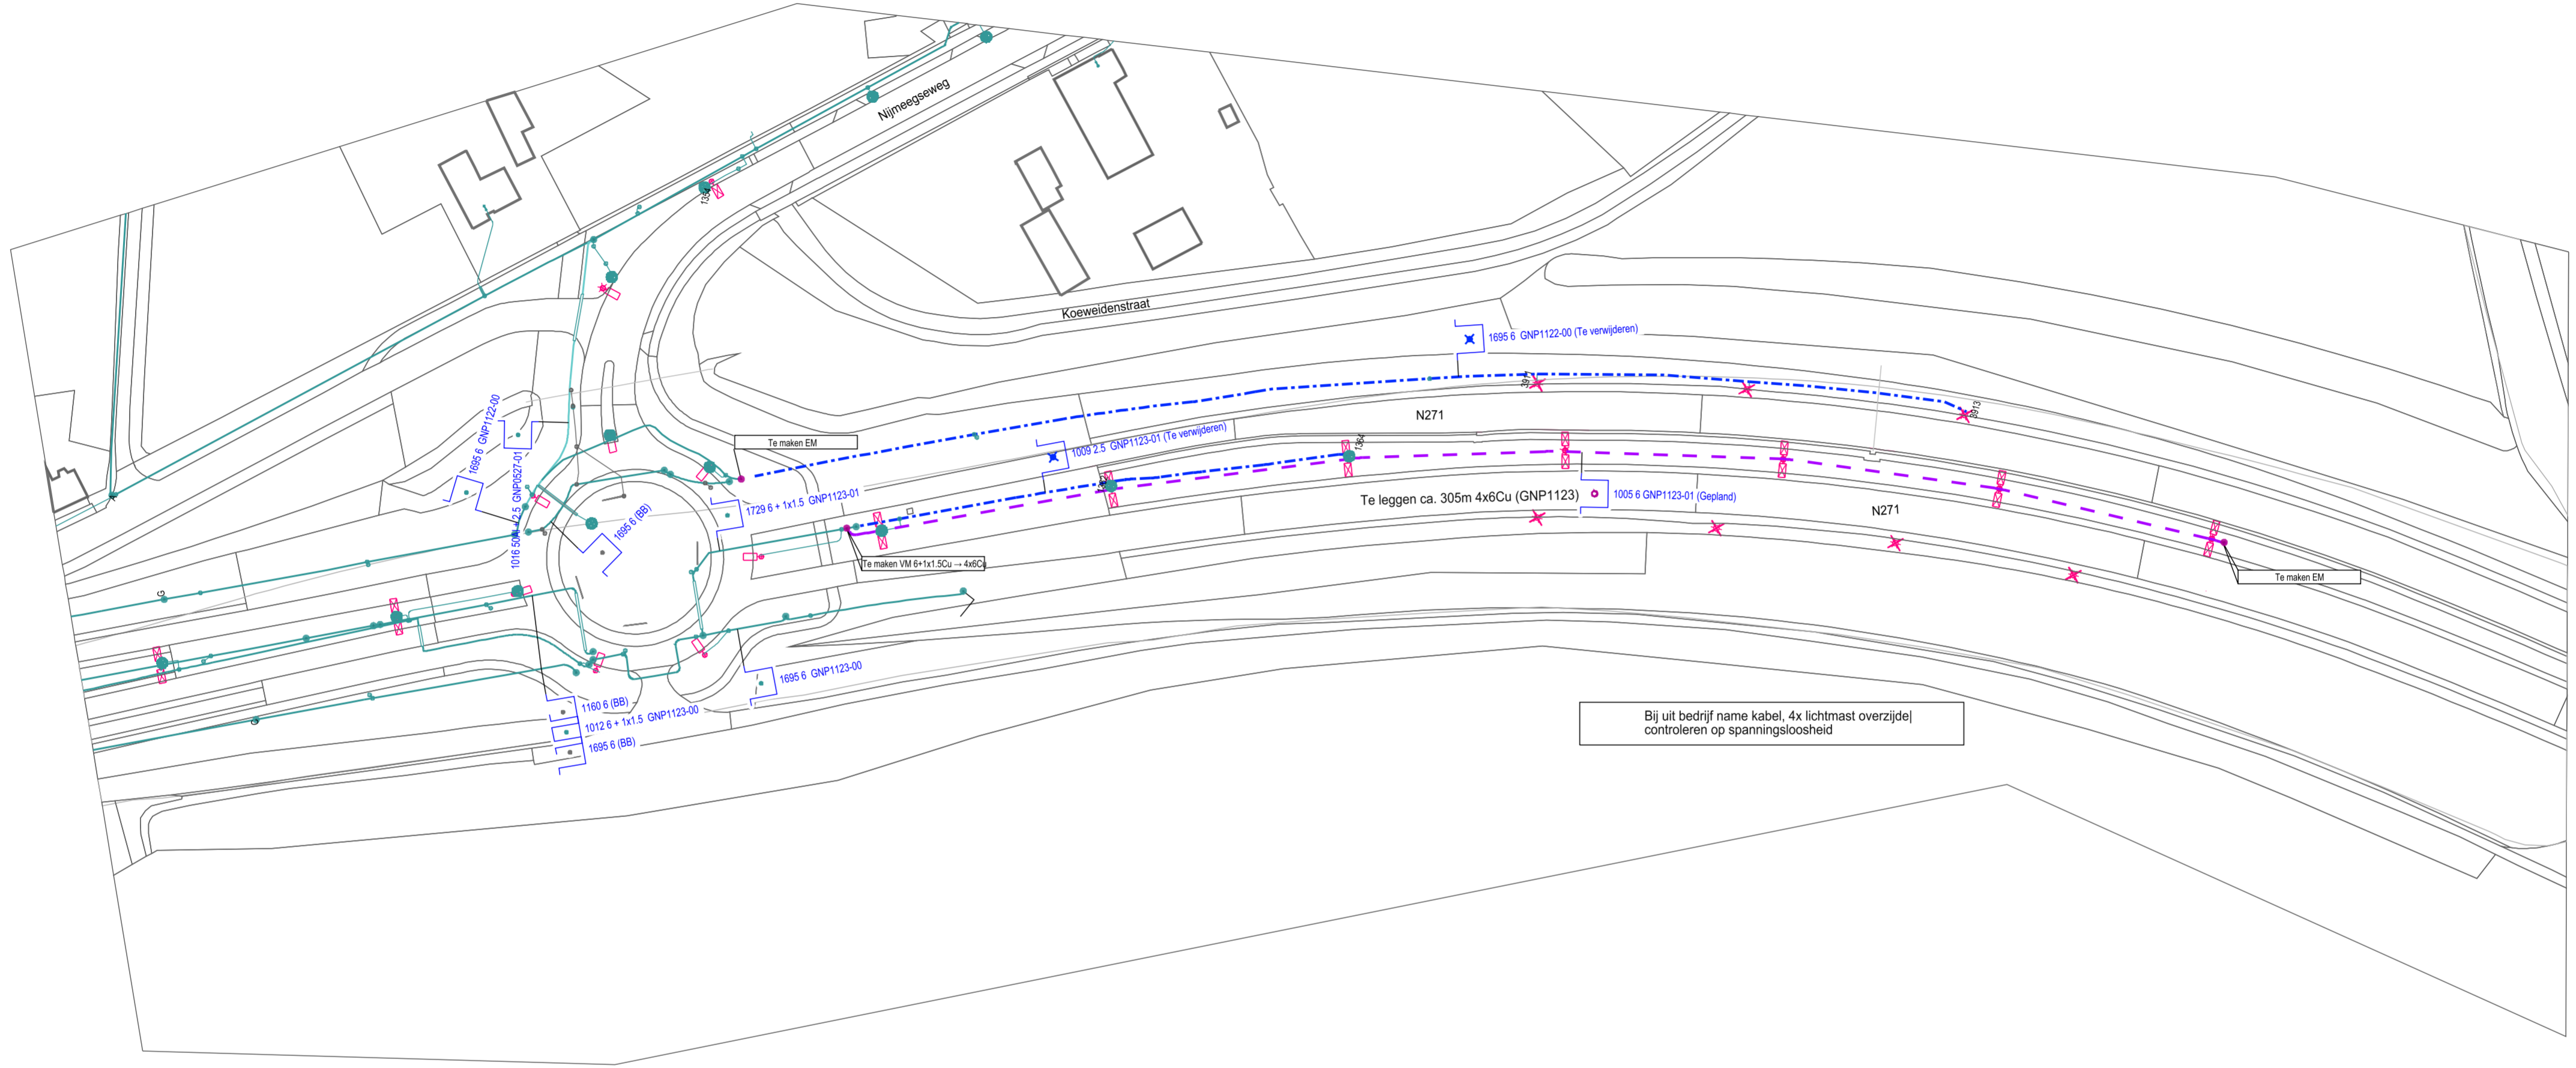 Nijmeegseweg
1354
Koeweidenstraat
1695 6 GNP1122-00 (Te verwijderen)
3911
3913
N271
1009 2.5 GNP1123-01 (Te verwijderen)
1364
Te maken EM
1695 6 GNP1122-00
1729 6 + 1x1.5 GNP1123-01
1695 6 (BB)
Te leggen ca. 305m 4x6Cu (GNP1123)
1005 6 GNP1123-01 (Gepland)
N271
Te maken VM 6+1x1.5Cu → 4x6Cu
Te maken EM
G
1695 6 GNP1123-00
1160 6 (BB)
1012 6 + 1x1.5 GNP1123-00
1695 6 (BB)
G
Bij uit bedrijf name kabel, 4x lichtmast overzijde|
controleren op spanningsloosheid